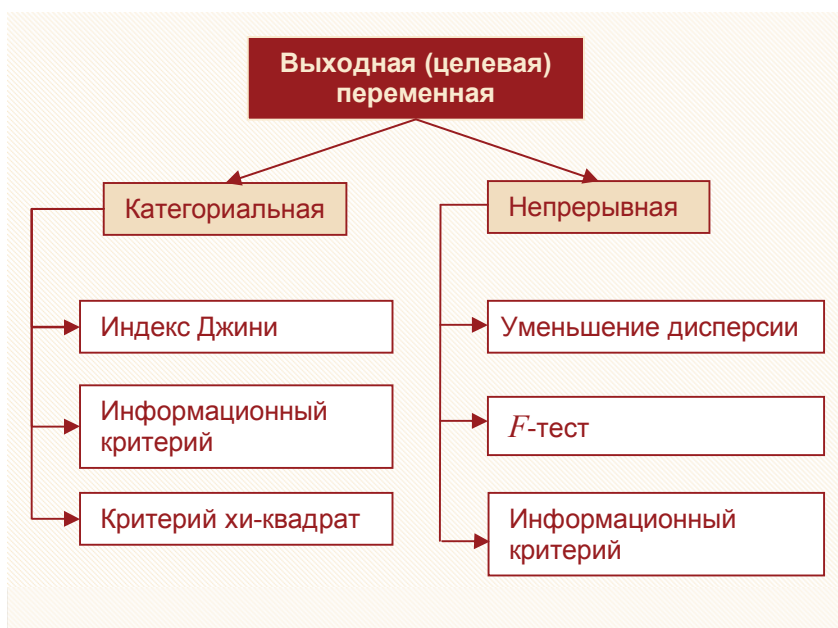 Выходная (целевая)
переменная
Категориальная
Непрерывная
Индекс Джини
Информационный
критерий
Критерий хи-квадрат
Уменьшение дисперсии
F-тест
Информационный
критерий